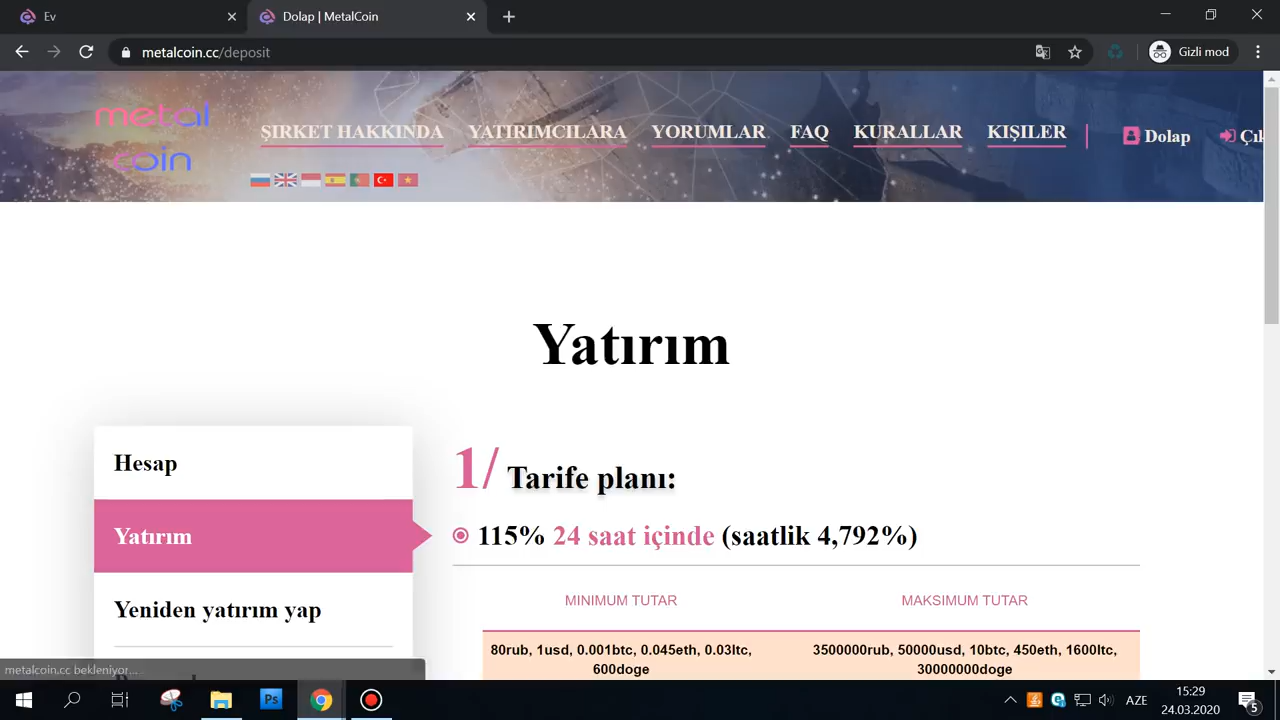 Ev
Dolap | MetalCoin
metalcoin.cc/deposit
Gizli mod
metal
coin
ŞIRKET HAKKINDA
YATIRIMCILARA
YORUMLAR
FAQ
KURALLAR
KIŞILER
Dolap
Çık
Yatırım
Hesap
Yatırım
Yeniden yatırım yap
1/ Tarife planı:
115% 24 saat içinde (saatlik 4,792%)
MINIMUM TUTAR
MAKSIMUM TUTAR
80rub, 1usd, 0.001btc, 0.045eth, 0.03ltc,
600doge
3500000rub, 50000usd, 10btc, 450eth, 1600ltc,
30000000doge
metalcoin.cc bekleniyor...
Ps
AZE
15:29
24.03.2020
5